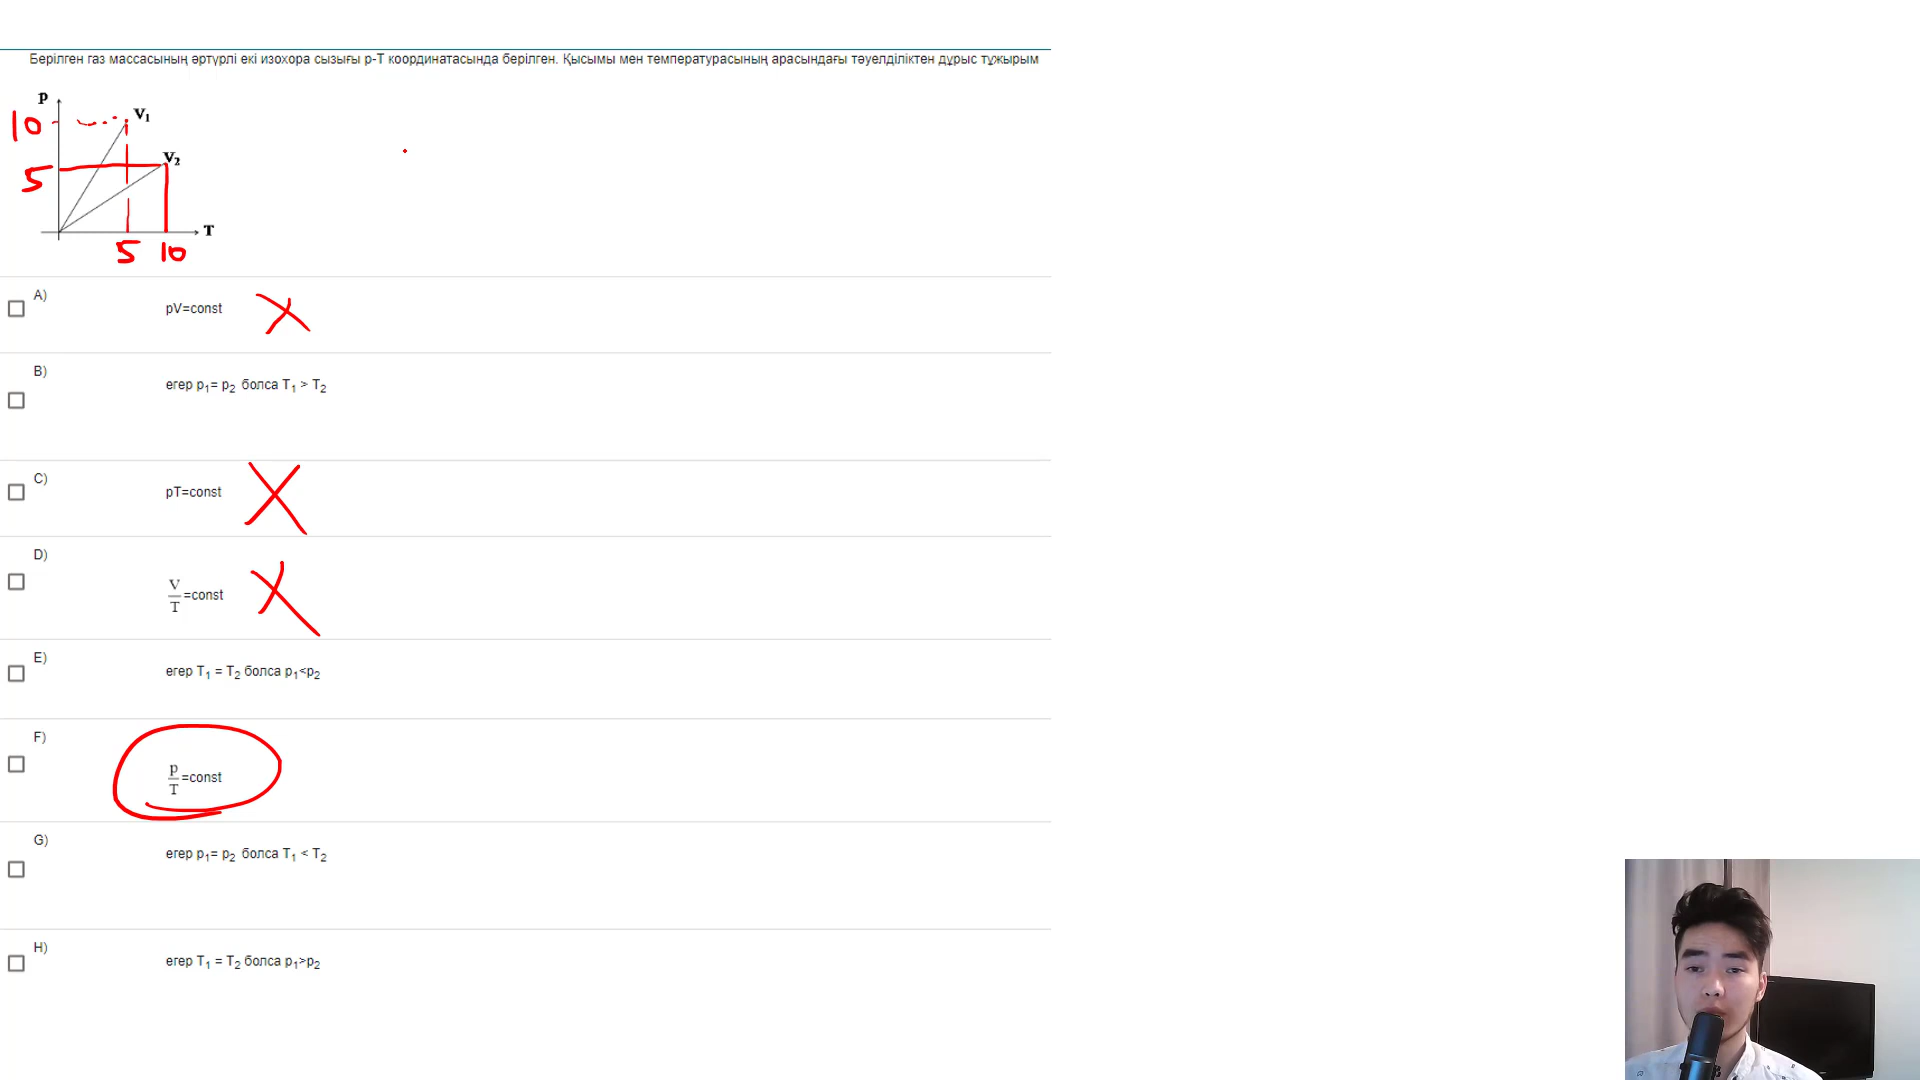 Берілген газ массасының әртүрлі екі изохора сызығы p-T координатасында берілген. Қысымы мен температурасының арасындағы тәуелділіктен дұрыс тұжырым
p
10
V₁
V₂
5
T
5 10
A)
pV=const
B)
егер p₁= p₂ болса T₁ > T₂
C)
pT=const
D)
V
T
=const
E)
егер T₁ = T₂ болса p₁<p₂
F)
p
T
=const
G)
егер p₁= p₂ болса T₁ < T₂
H)
егер T₁ = T₂ болса p₁>p₂